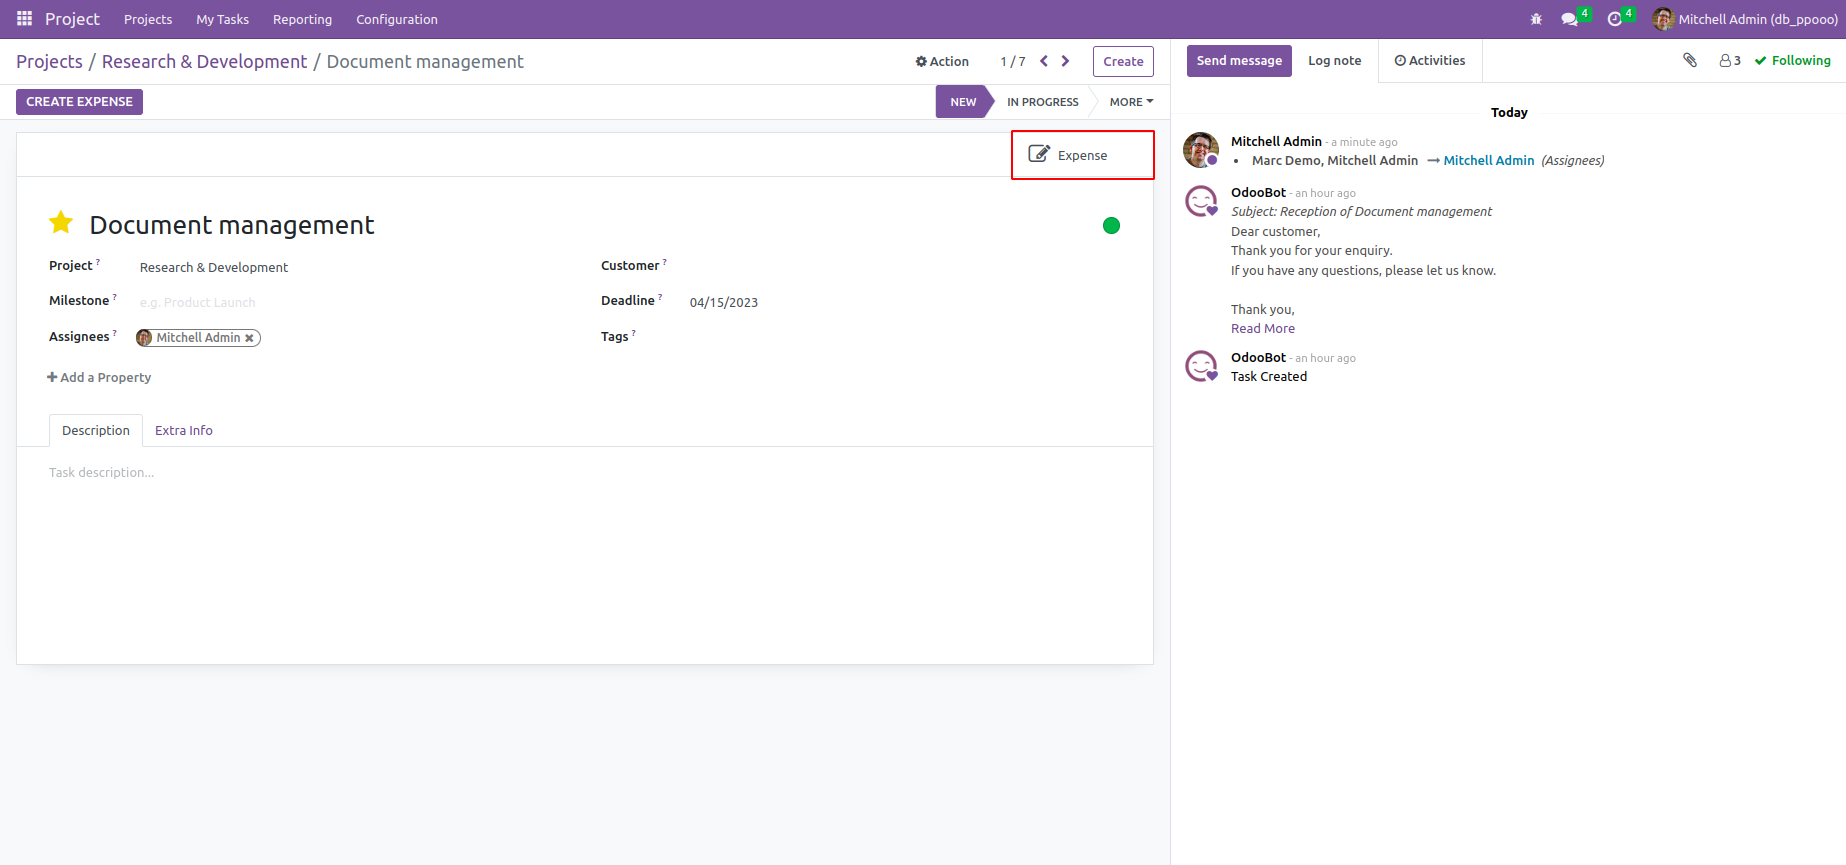 Project Projects My Tasks Reporting Configuration 4 4 Mitchell Admin (db_ppooo)
Projects / Research & Development / Document management Action 1 / 7 Create
CREATE EXPENSE NEW IN PROGRESS MORE
Expense
Document management
Project ? Research & Development Customer ?
Milestone ? e.g. Product Launch Deadline ? 04/15/2023
Assignees ? Mitchell Admin Tags ?
Add a Property
Description Extra Info
Task description...
Send message Log note Activities 3 Following
Today
Mitchell Admin - a minute ago
• Marc Demo, Mitchell Admin → Mitchell Admin (Assignees)
OdooBot - an hour ago
Subject: Reception of Document management
Dear customer,
Thank you for your enquiry.
If you have any questions, please let us know.
Thank you,
Read More
OdooBot - an hour ago
Task Created